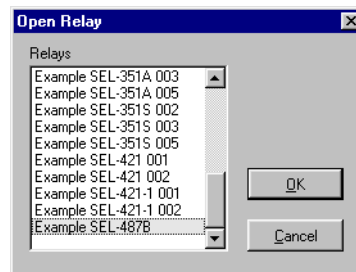 Open Relay
Relays
Example SEL-351A 003
Example SEL-351A 005
Example SEL-351S 002
Example SEL-351S 003
Example SEL-351S 005
Example SEL-421 001
Example SEL-421 002
Example SEL-421-1 001
Example SEL-421-1 002
Example SEL-487B
OK
Cancel